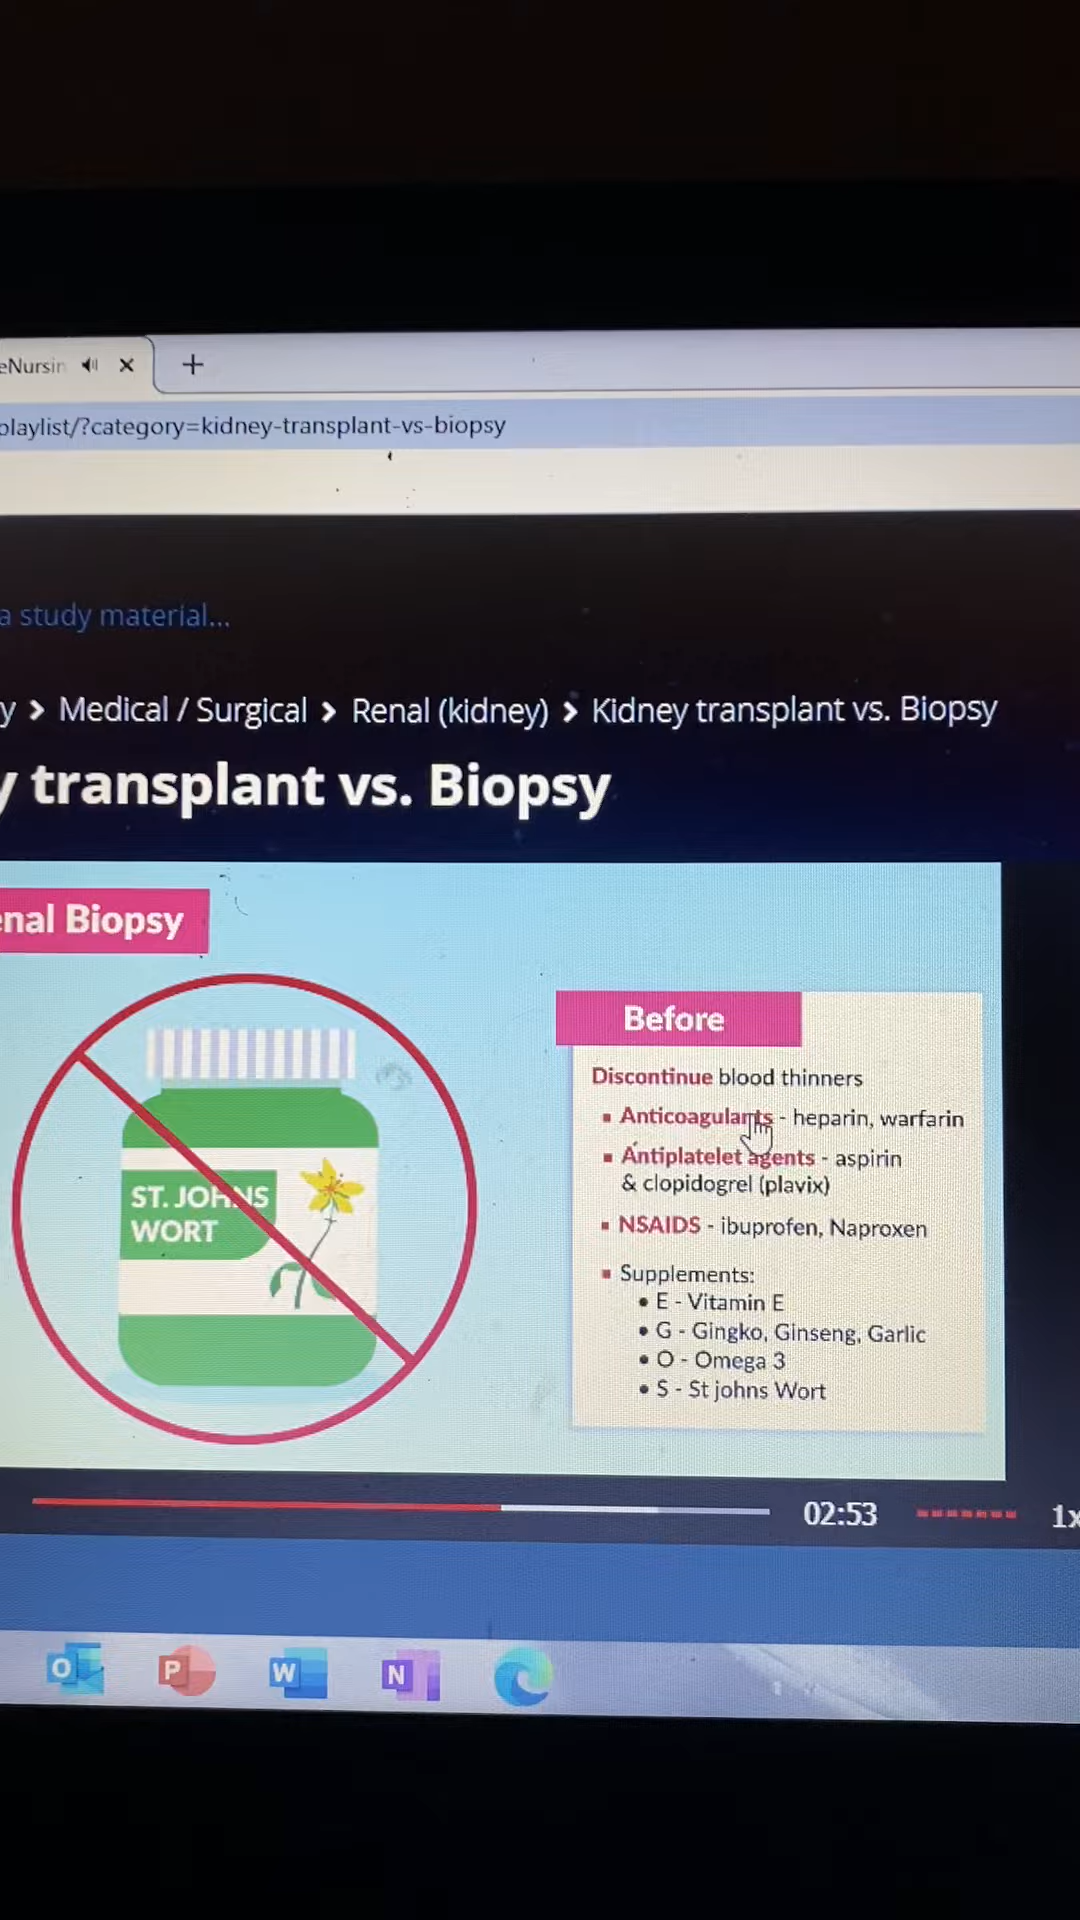 eNursin
playlist/?category=kidney-transplant-vs-biopsy
a study material...
y > Medical / Surgical > Renal (kidney) > Kidney transplant vs. Biopsy
y transplant vs. Biopsy
enal Biopsy
ST. JOHNS
WORT
Before
Discontinue blood thinners
▪ Anticoagulants - heparin, warfarin
▪ Antiplatelet agents - aspirin
& clopidogrel (plavix)
▪ NSAIDS - ibuprofen, Naproxen
▪ Supplements:
• E - Vitamin E
• G - Gingko, Ginseng, Garlic
• O - Omega 3
• S - St johns Wort
02:53
1x
O
P
W
N